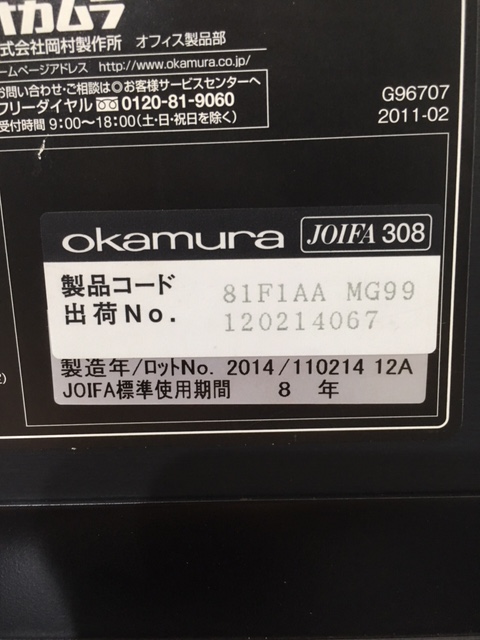 オカムラ
式会社岡村製作所 オフィス製品部
ームページアドレス http://www.okamura.co.jp/
お問い合わせ・ご相談は◎お客様サービスセンターへ
フリーダイヤル 0120-81-9060
受付時間 9:00〜18:00(土・日・祝日を除く)
G96707
2011-02
okamura JOIFA 308
製品コード 81F1AA MG99
出荷No. 120214067
製造年/ロットNo. 2014/110214 12A
JOIFA標準使用期間 8 年